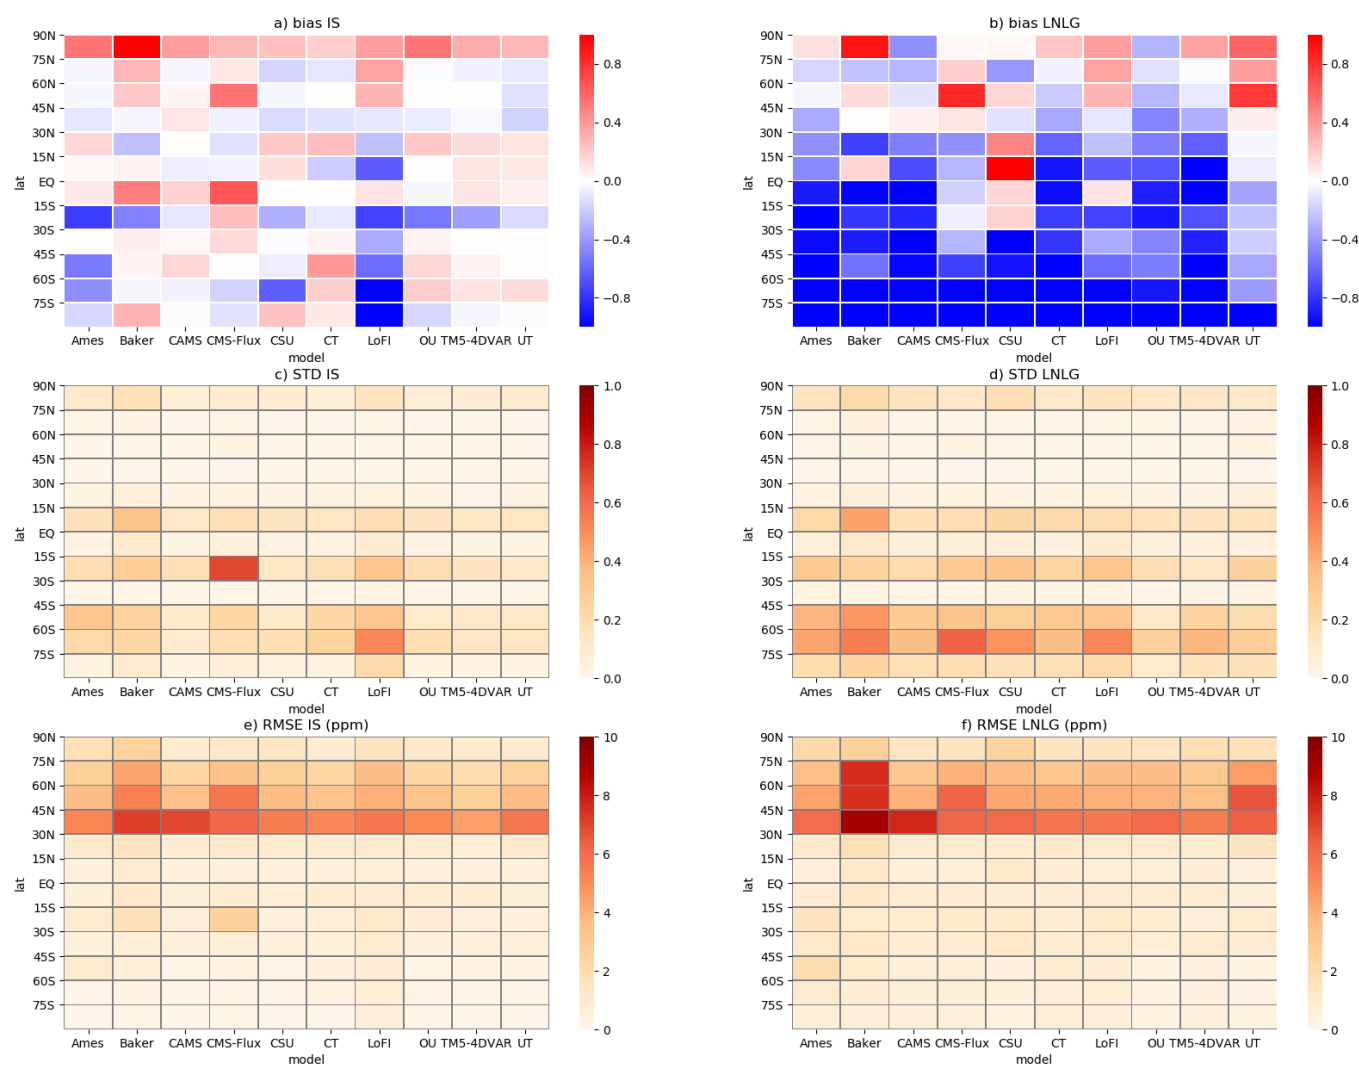 a) bias IS
90N
75N
60N
45N
30N
15N
EQ
15S
30S
45S
60S
75S
lat
Ames Baker CAMS CMS-Flux CSU CT LoFI OU TM5-4DVAR UT
model
0.8
0.4
0.0
−0.4
−0.8
b) bias LNLG
90N
75N
60N
45N
30N
15N
EQ
15S
30S
45S
60S
75S
lat
Ames Baker CAMS CMS-Flux CSU CT LoFI OU TM5-4DVAR UT
model
0.8
0.4
0.0
−0.4
−0.8
c) STD IS
90N
75N
60N
45N
30N
15N
EQ
15S
30S
45S
60S
75S
lat
Ames Baker CAMS CMS-Flux CSU CT LoFI OU TM5-4DVAR UT
model
1.0
0.8
0.6
0.4
0.2
0.0
d) STD LNLG
90N
75N
60N
45N
30N
15N
EQ
15S
30S
45S
60S
75S
lat
Ames Baker CAMS CMS-Flux CSU CT LoFI OU TM5-4DVAR UT
model
1.0
0.8
0.6
0.4
0.2
0.0
e) RMSE IS (ppm)
90N
75N
60N
45N
30N
15N
EQ
15S
30S
45S
60S
75S
lat
Ames Baker CAMS CMS-Flux CSU CT LoFI OU TM5-4DVAR UT
model
10
8
6
4
2
0
f) RMSE LNLG (ppm)
90N
75N
60N
45N
30N
15N
EQ
15S
30S
45S
60S
75S
lat
Ames Baker CAMS CMS-Flux CSU CT LoFI OU TM5-4DVAR UT
model
10
8
6
4
2
0